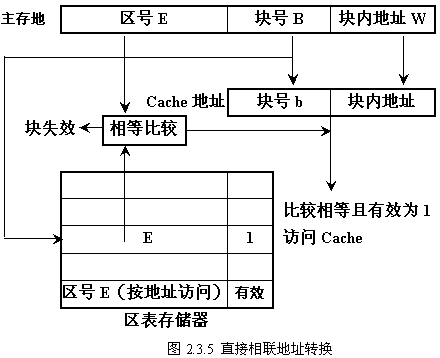 主存地 区号 E 块号 B 块内地址 W
Cache 地址 块号 b 块内地址
块失效 相等比较
比较相等且有效为 1
访问 Cache
E 1
区号 E（按地址访问） 有效
区表存储器
图 2.3.5 直接相联地址转换